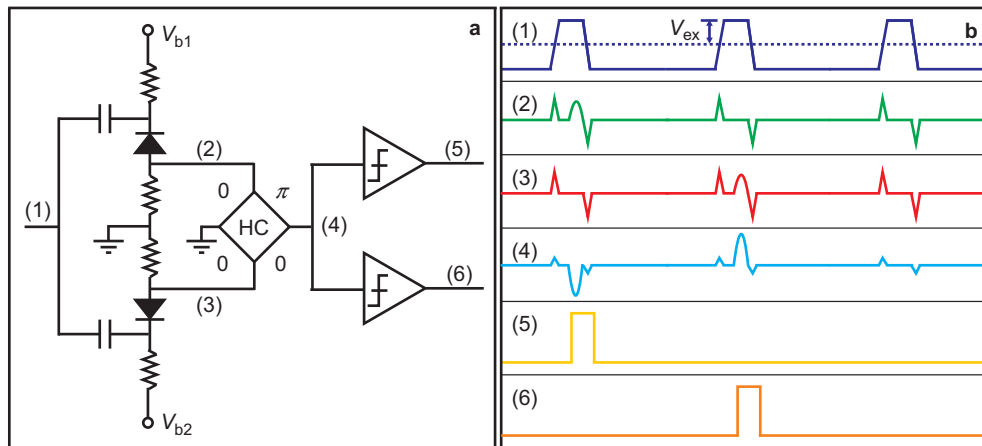 a
V_b1
(2)
(5)
0
π
(1)
HC
(4)
0
0
(6)
(3)
V_b2
b
(1)
V_ex
(2)
(3)
(4)
(5)
(6)